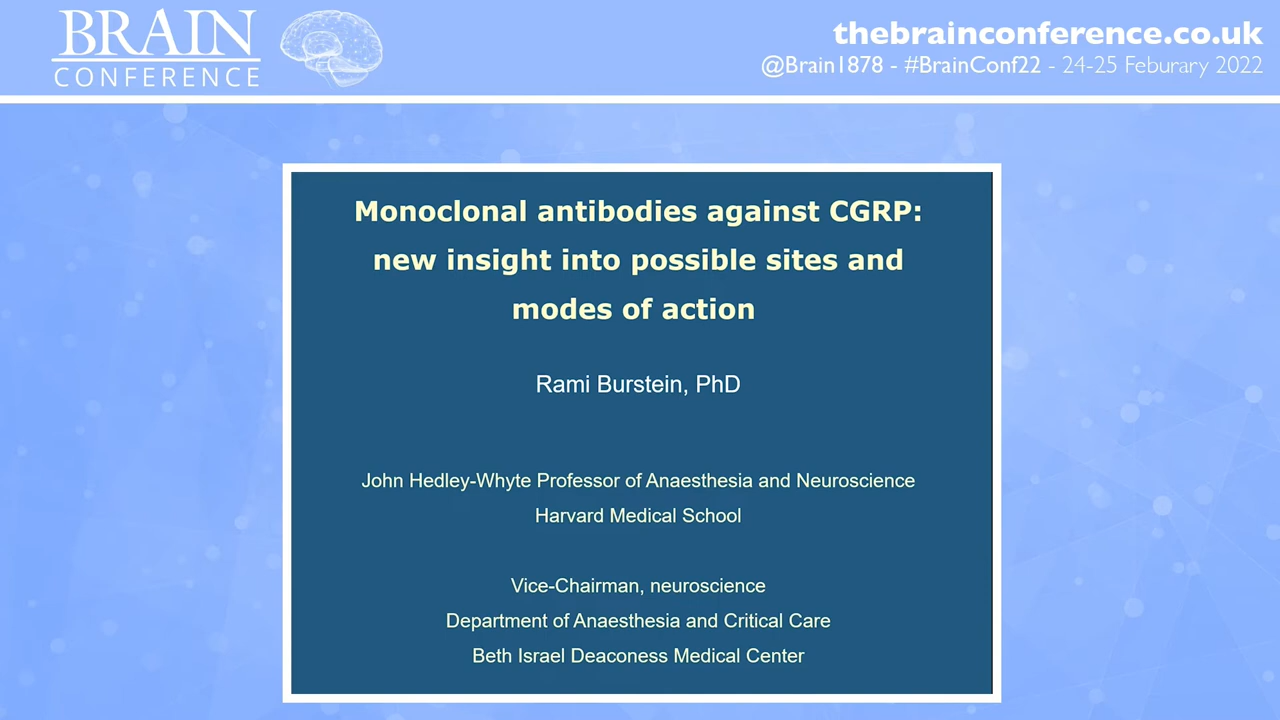 BRAIN
CONFERENCE
thebrainconference.co.uk
@Brain1878 - #BrainConf22 - 24-25 Feburary 2022
Monoclonal antibodies against CGRP:
new insight into possible sites and
modes of action
Rami Burstein, PhD
John Hedley-Whyte Professor of Anaesthesia and Neuroscience
Harvard Medical School
Vice-Chairman, neuroscience
Department of Anaesthesia and Critical Care
Beth Israel Deaconess Medical Center